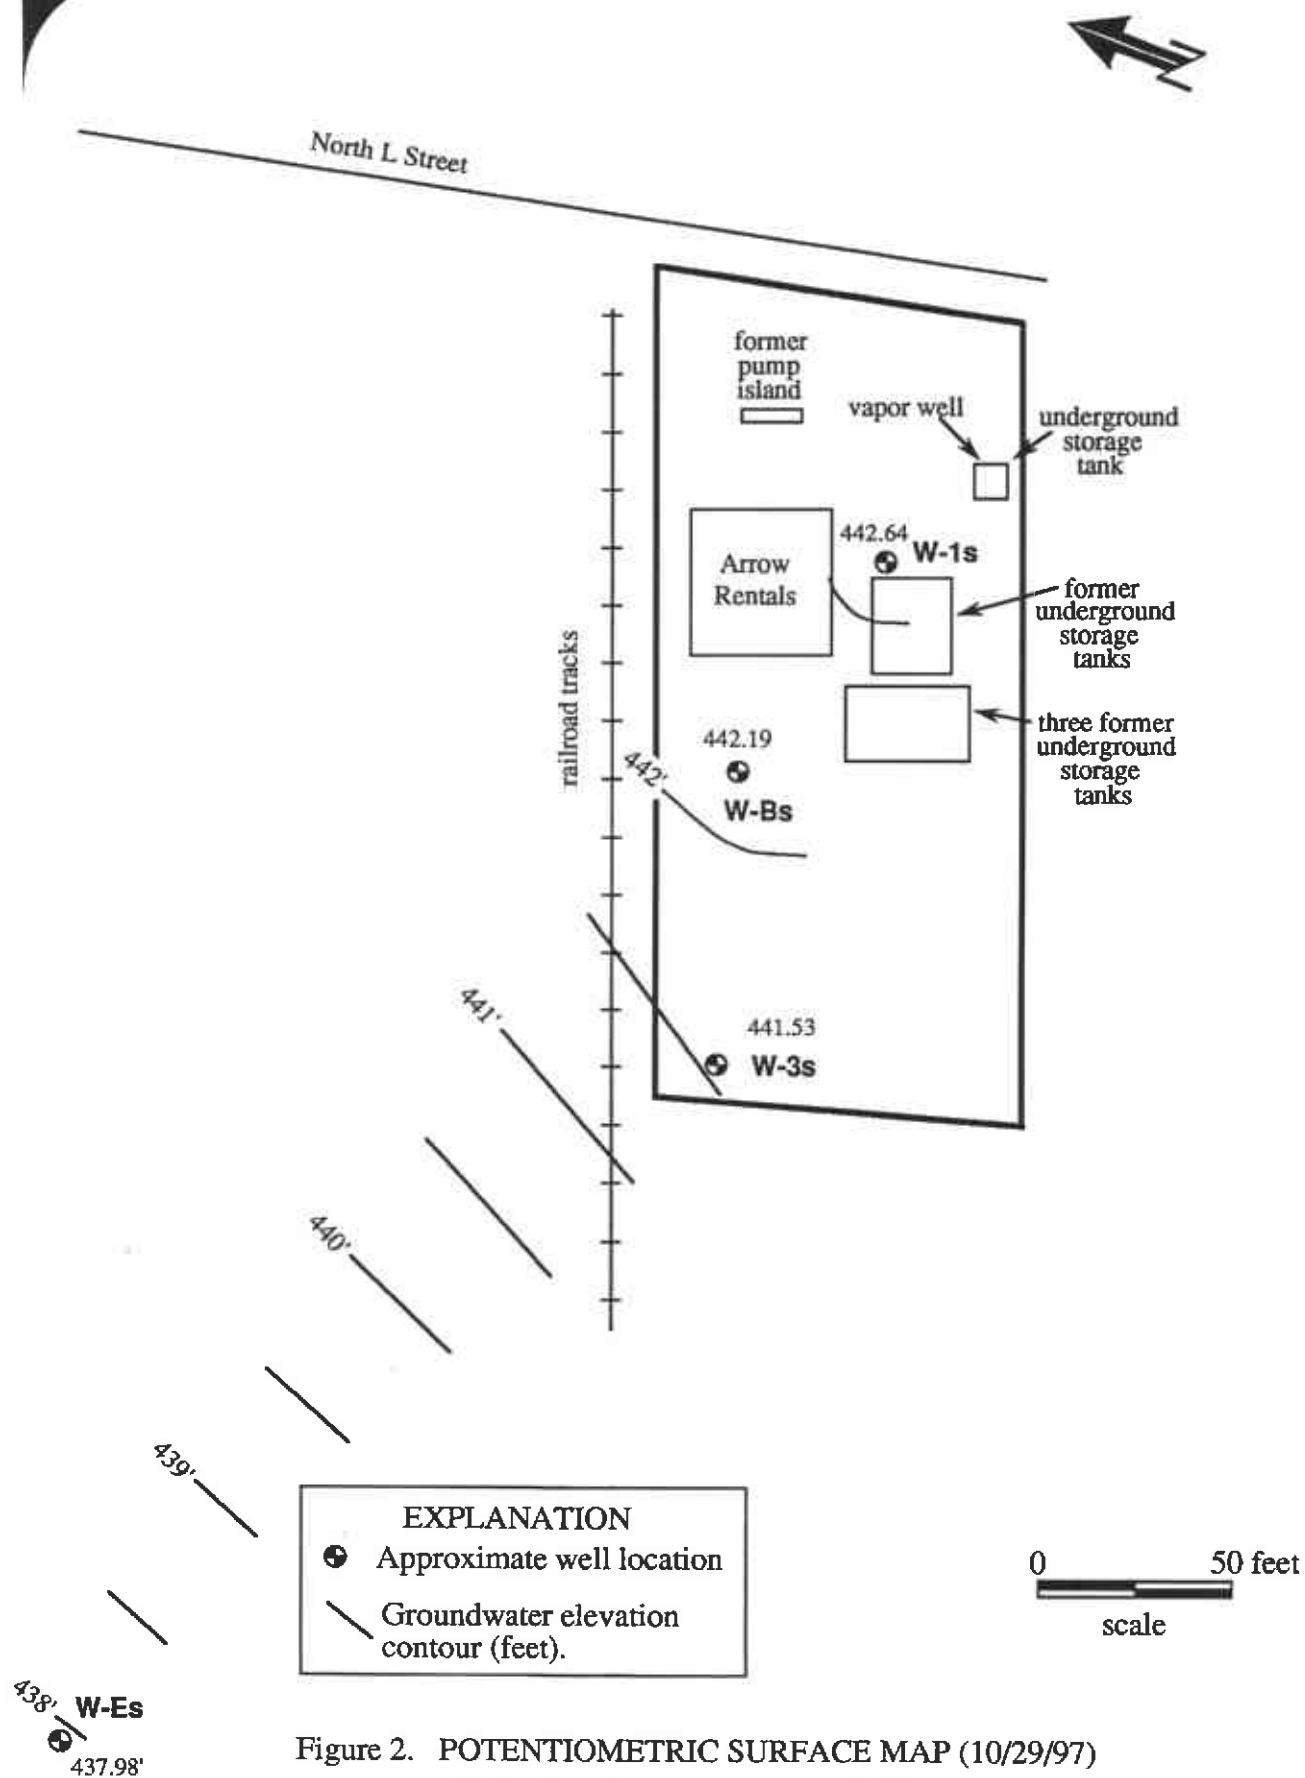 N
North L Street
former
pump
island
vapor well
underground
storage
tank
442.64
W-1s
Arrow
Rentals
former
underground
storage
tanks
railroad tracks
442.19
442'
W-Bs
three former
underground
storage
tanks
441'
441.53
W-3s
440'
439'
EXPLANATION
Approximate well location
Groundwater elevation
contour (feet).
0 50 feet
scale
438' W-Es
437.98'
Figure 2. POTENTIOMETRIC SURFACE MAP (10/29/97)